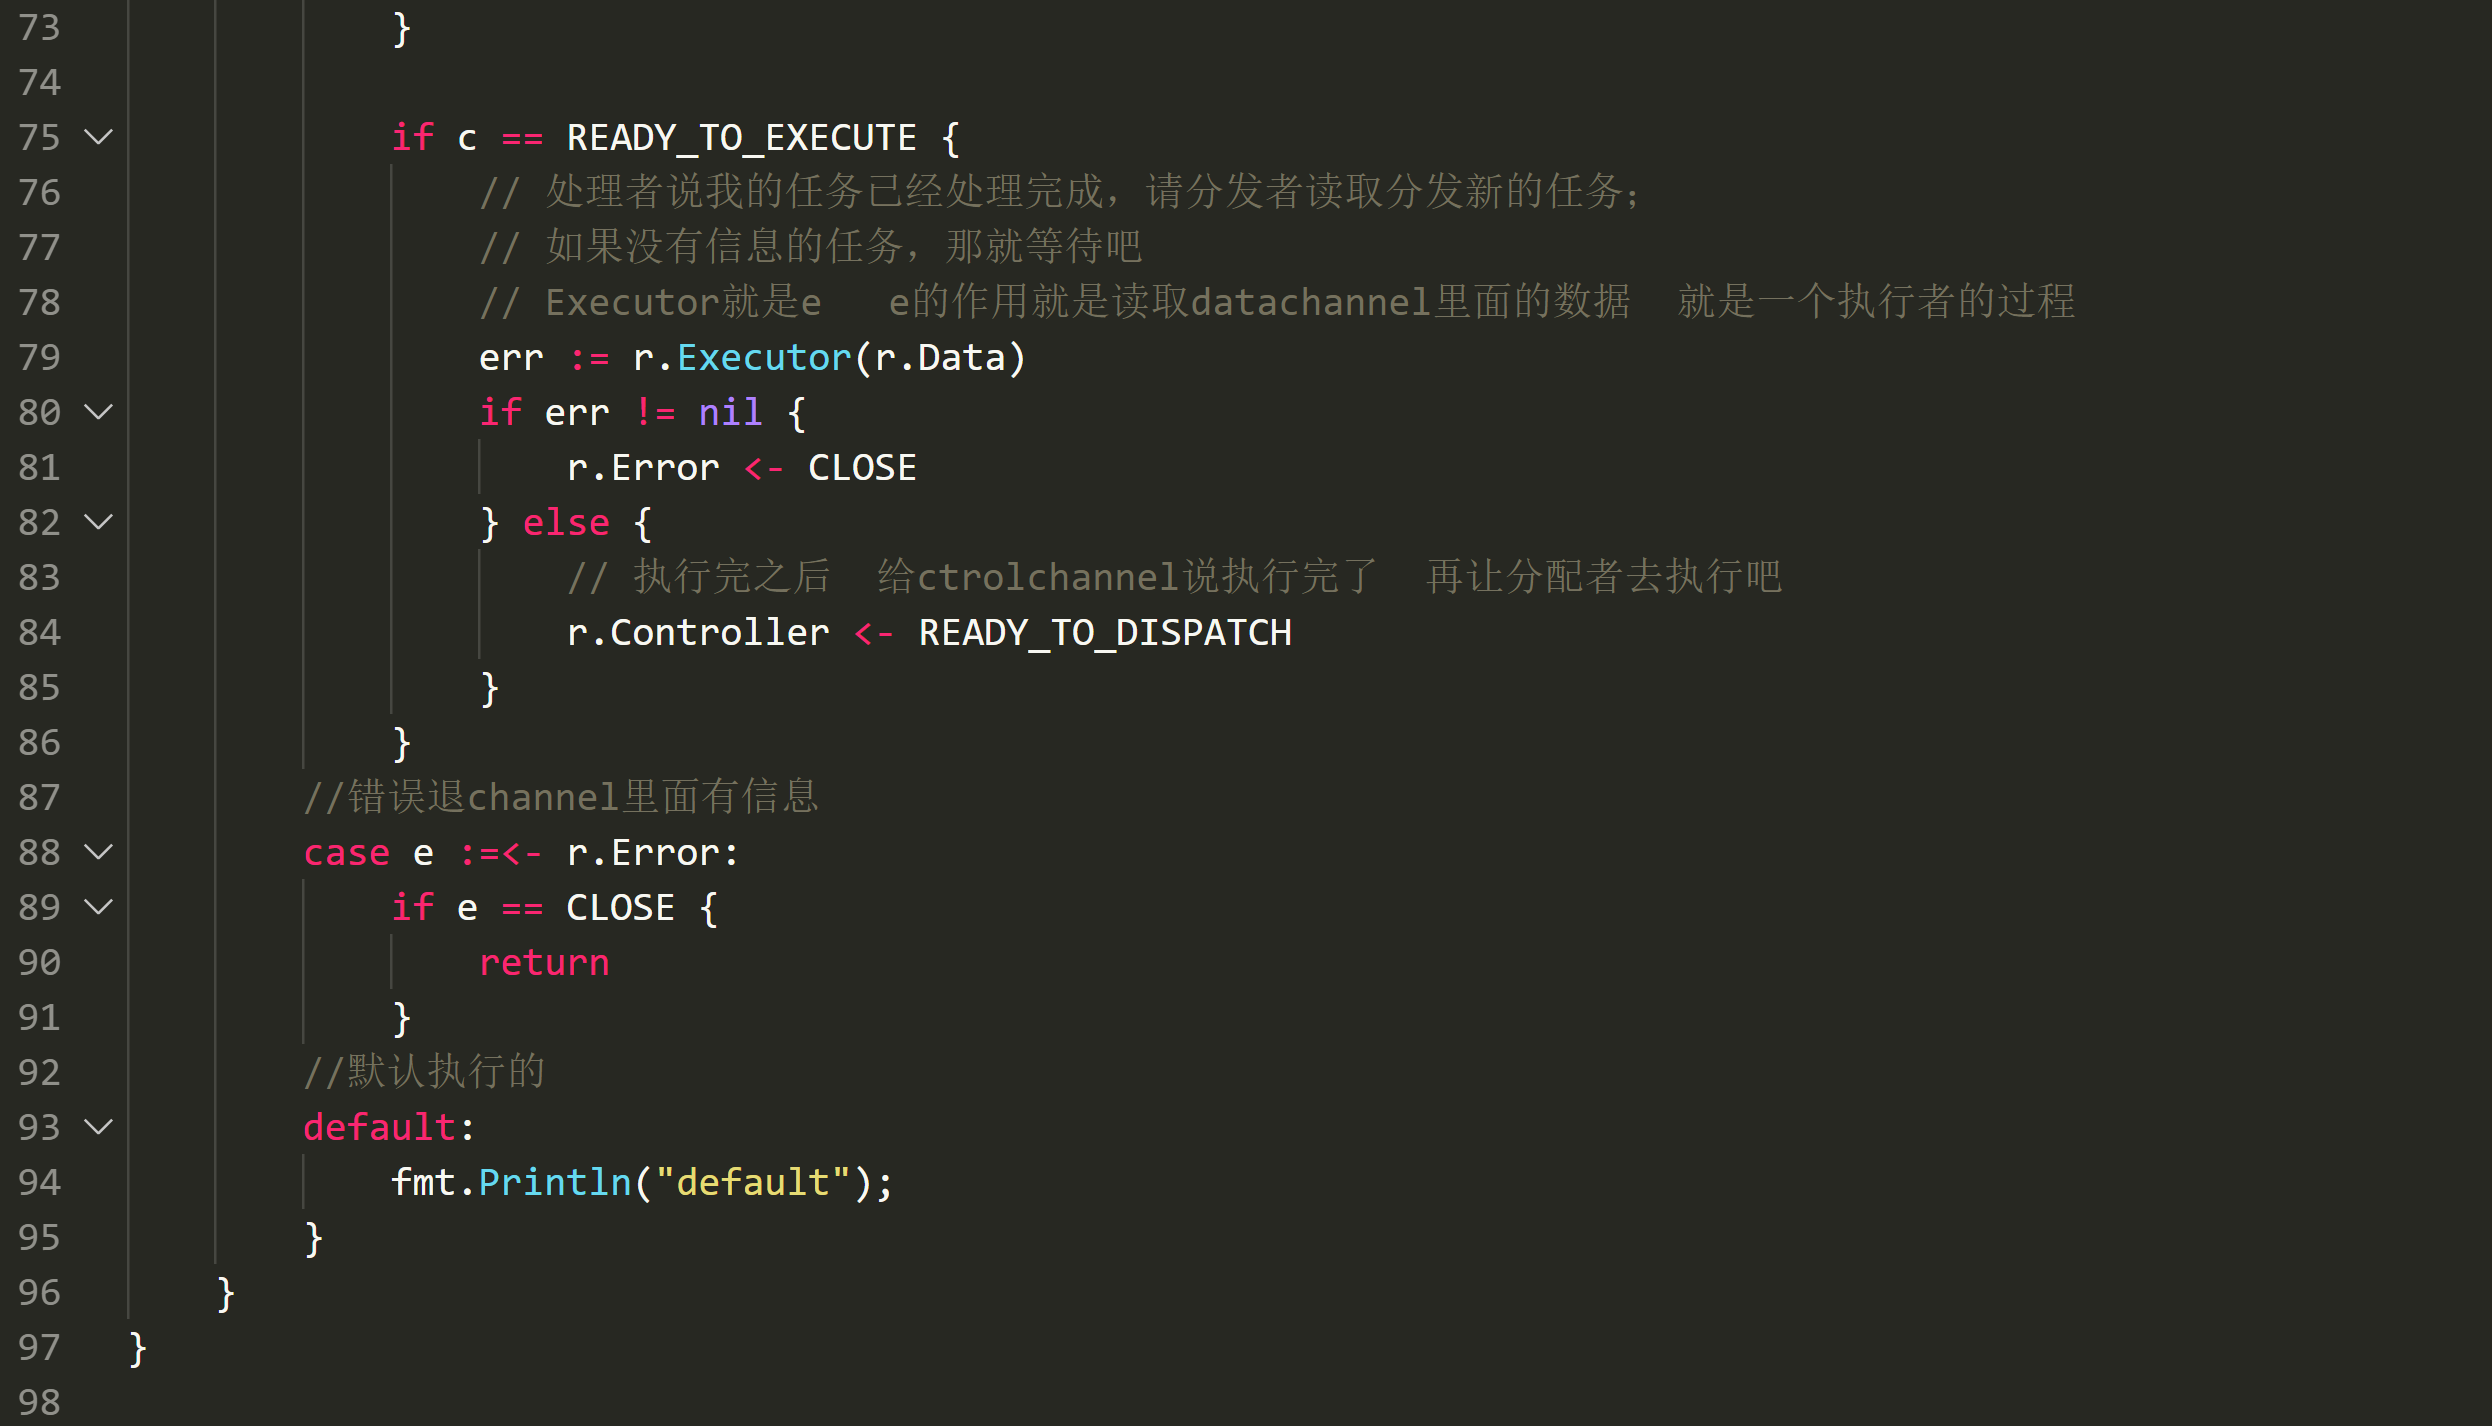 73 }
74
75 if c == READY_TO_EXECUTE {
76 // 处理者说我的任务已经处理完成，请分发者读取分发新的任务；
77 // 如果没有信息的任务，那就等待吧
78 // Executor就是e   e的作用就是读取datachannel里面的数据  就是一个执行者的过程
79 err := r.Executor(r.Data)
80 if err != nil {
81 r.Error <- CLOSE
82 } else {
83 // 执行完之后  给ctrolchannel说执行完了  再让分配者去执行吧
84 r.Controller <- READY_TO_DISPATCH
85 }
86 }
87 //错误退channel里面有信息
88 case e :=<- r.Error:
89 if e == CLOSE {
90 return
91 }
92 //默认执行的
93 default:
94 fmt.Println("default");
95 }
96 }
97 }
98